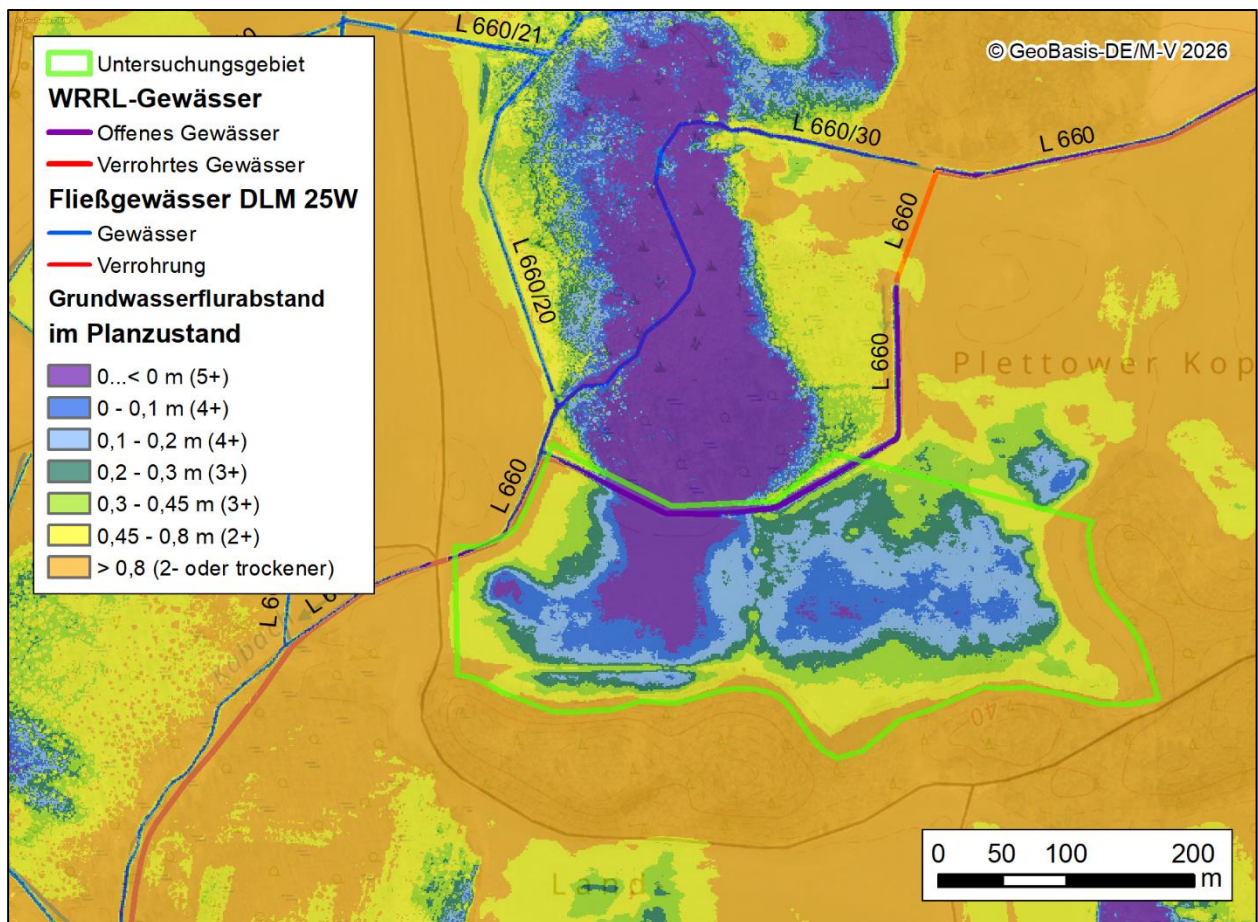 © GeoBasis-DE/M-V 2026
Untersuchungsgebiet
WRRL-Gewässer
Offenes Gewässer
Verrohrtes Gewässer
Fließgewässer DLM 25W
Gewässer
Verrohrung
Grundwasserflurabstand
im Planzustand
0...< 0 m (5+)
0 - 0,1 m (4+)
0,1 - 0,2 m (4+)
0,2 - 0,3 m (3+)
0,3 - 0,45 m (3+)
0,45 - 0,8 m (2+)
> 0,8 (2- oder trockener)
L 660/21
L 660/30
L 660
L 660
L 660/20
L 660
Plettower Kop
L 660
40
Land
0 50 100 200
m